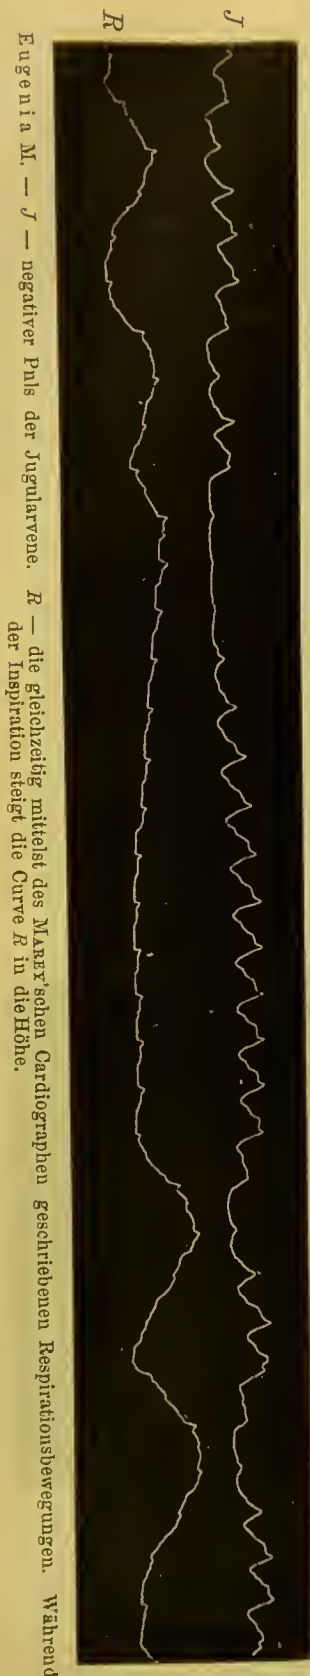 J
R
Eugenia M. — J — negativer Puls der Jugularvene. R — die gleichzeitig mittelst des MAREY'schen Cardiographen geschriebenen Respirationsbewegungen. Während
der Inspiration steigt die Curve R in die Höhe.